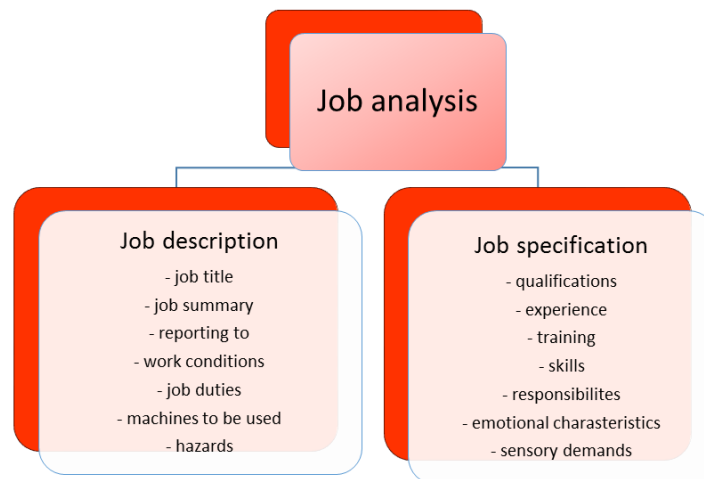 Job analysis
Job description
- job title
- job summary
- reporting to
- work conditions
- job duties
- machines to be used
- hazards
Job specification
- qualifications
- experience
- training
- skills
- responsibilites
- emotional charasteristics
- sensory demands